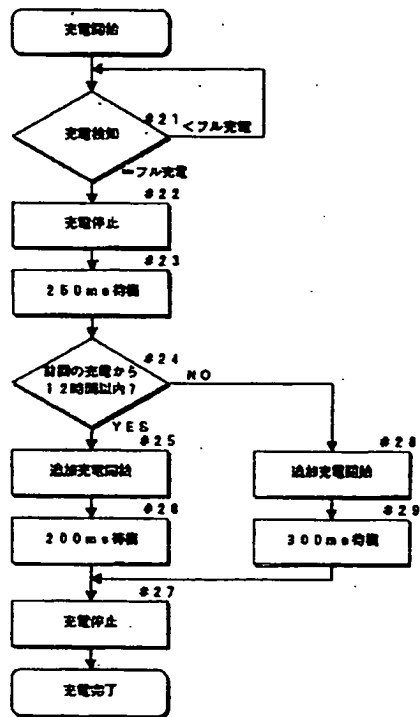 充電開始
#21
充電検知
<フル充電
=フル充電
#22
充電停止
#23
250ms待機
#24
前回の充電から
12時間以内?
NO
YES
#25
追加充電開始
#28
追加充電開始
#26
200ms待機
#29
300ms待機
#27
充電停止
充電完了